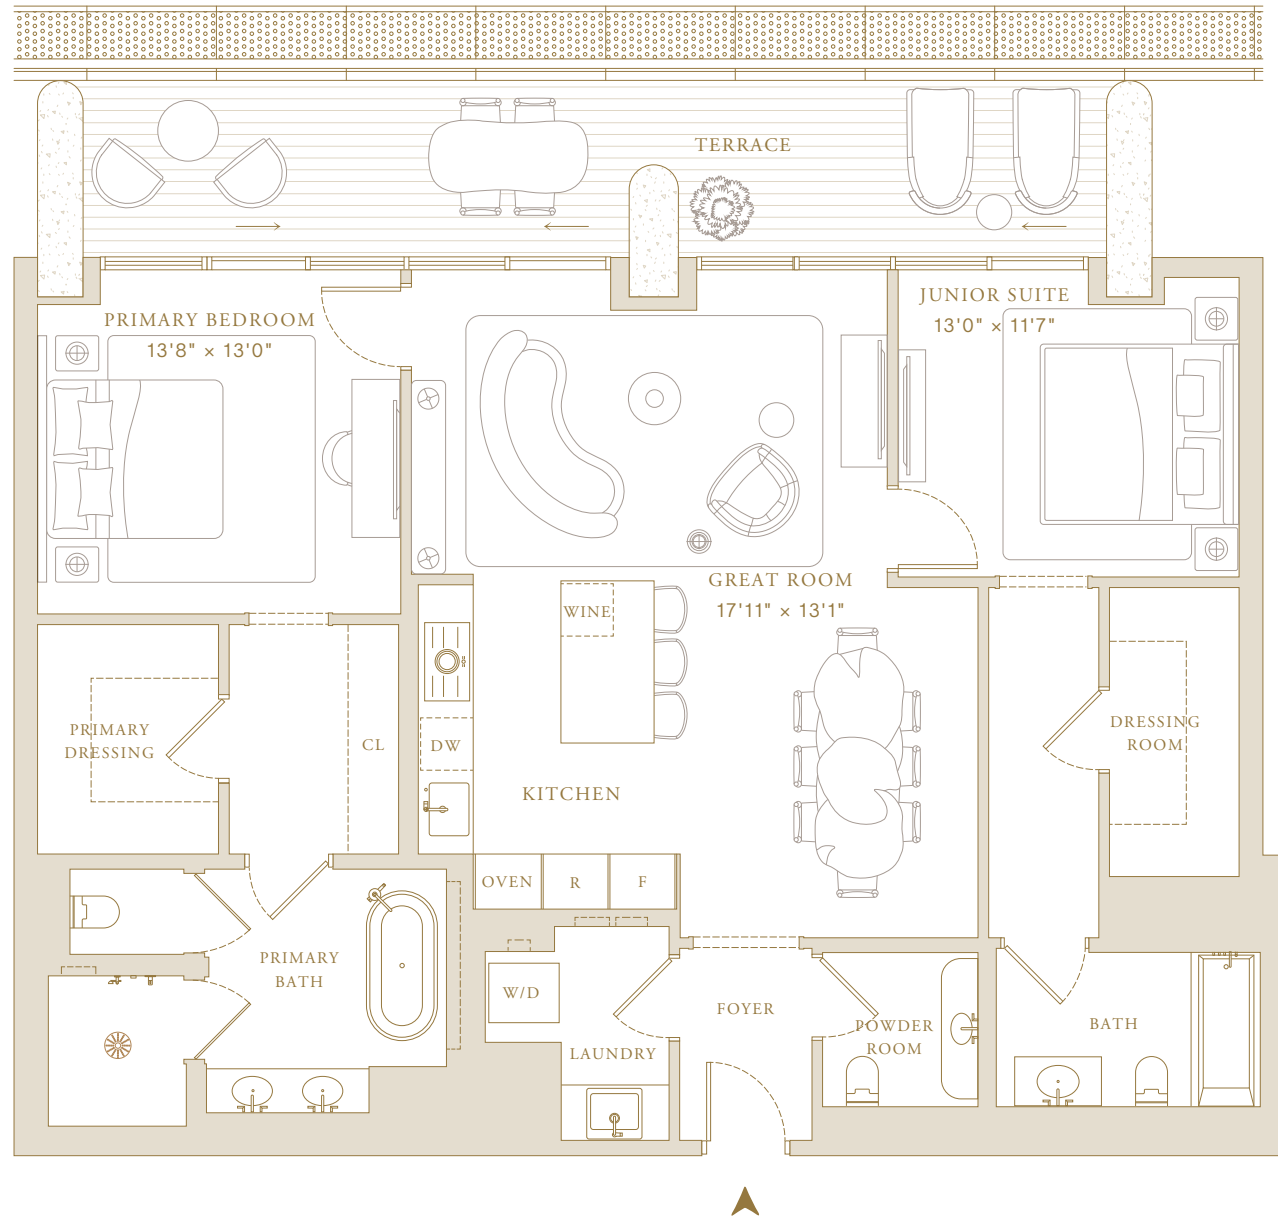 TERRACE
PRIMARY BEDROOM
13'8" × 13'0"
JUNIOR SUITE
13'0" × 11'7"
GREAT ROOM
17'11" × 13'1"
WINE
PRIMARY
DRESSING
CL
DW
KITCHEN
DRESSING
ROOM
OVEN
R
F
PRIMARY
BATH
W/D
LAUNDRY
FOYER
POWDER
ROOM
BATH